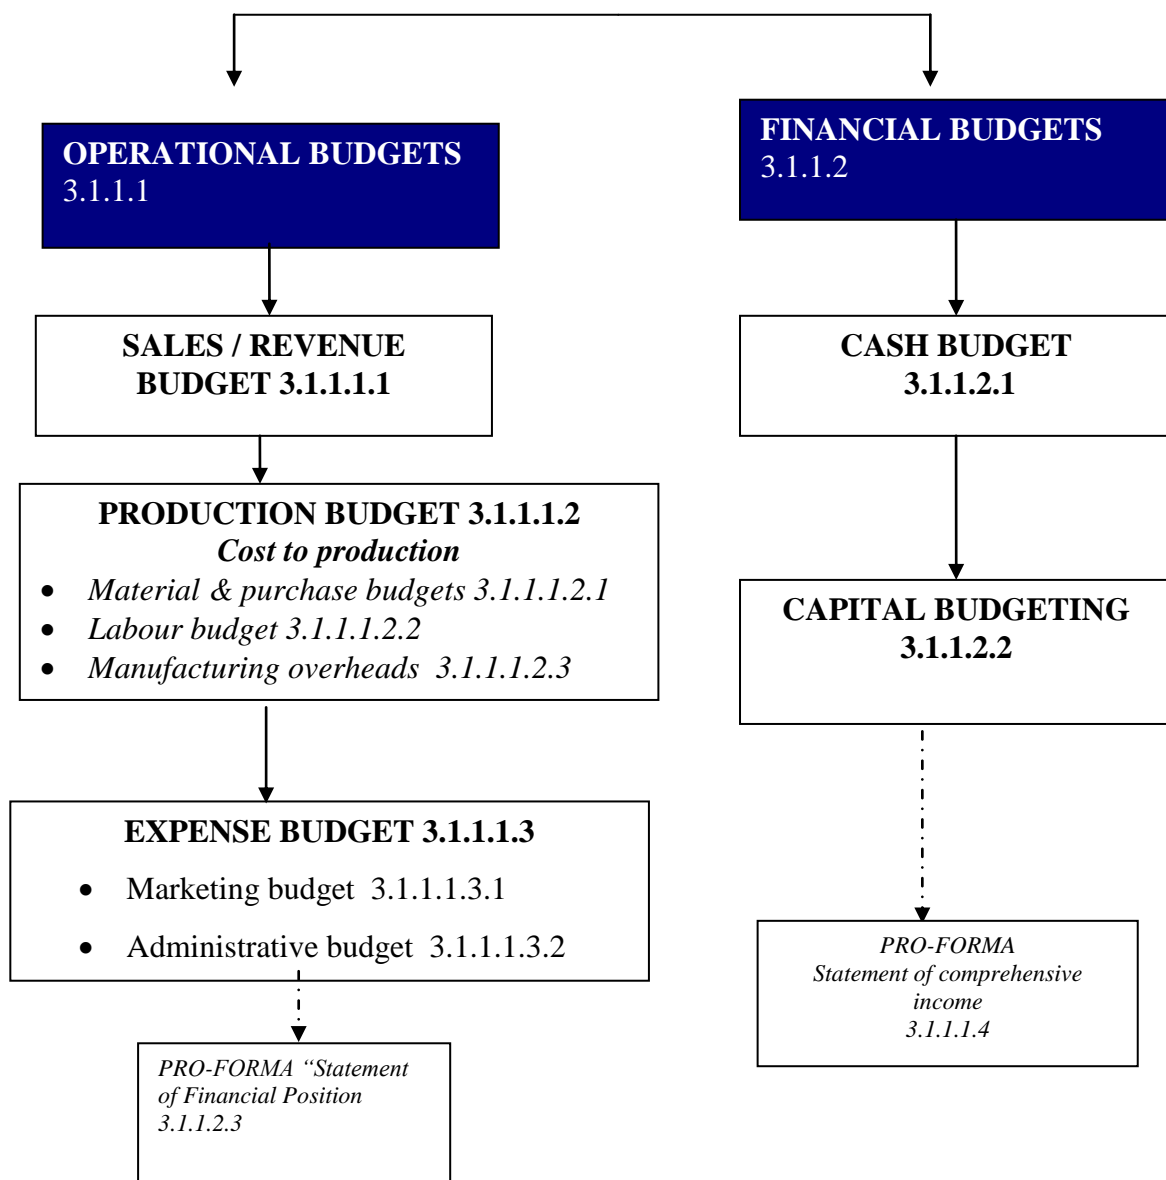 OPERATIONAL BUDGETS
3.1.1.1
SALES / REVENUE
BUDGET 3.1.1.1.1
PRODUCTION BUDGET 3.1.1.1.2
Cost to production
• Material & purchase budgets 3.1.1.1.2.1
• Labour budget 3.1.1.1.2.2
• Manufacturing overheads 3.1.1.1.2.3
EXPENSE BUDGET 3.1.1.1.3
• Marketing budget 3.1.1.1.3.1
• Administrative budget 3.1.1.1.3.2
PRO-FORMA “Statement
of Financial Position
3.1.1.2.3
FINANCIAL BUDGETS
3.1.1.2
CASH BUDGET
3.1.1.2.1
CAPITAL BUDGETING
3.1.1.2.2
PRO-FORMA
Statement of comprehensive
income
3.1.1.1.4